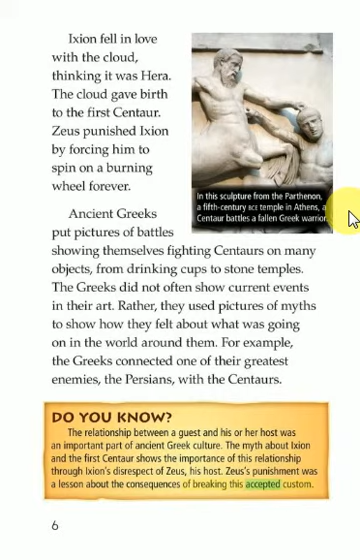 Ixion fell in love
with the cloud,
thinking it was Hera.
The cloud gave birth
to the first Centaur.
Zeus punished Ixion
by forcing him to
spin on a burning
wheel forever.
In this sculpture from the Parthenon,
a fifth-century BCE temple in Athens, a
Centaur battles a fallen Greek warrior.
Ancient Greeks
put pictures of battles
showing themselves fighting Centaurs on many
objects, from drinking cups to stone temples.
The Greeks did not often show current events
in their art. Rather, they used pictures of myths
to show how they felt about what was going
on in the world around them. For example,
the Greeks connected one of their greatest
enemies, the Persians, with the Centaurs.
DO YOU KNOW?
The relationship between a guest and his or her host was
an important part of ancient Greek culture. The myth about Ixion
and the first Centaur shows the importance of this relationship
through Ixion's disrespect of Zeus, his host. Zeus's punishment was
a lesson about the consequences of breaking this accepted custom.
6